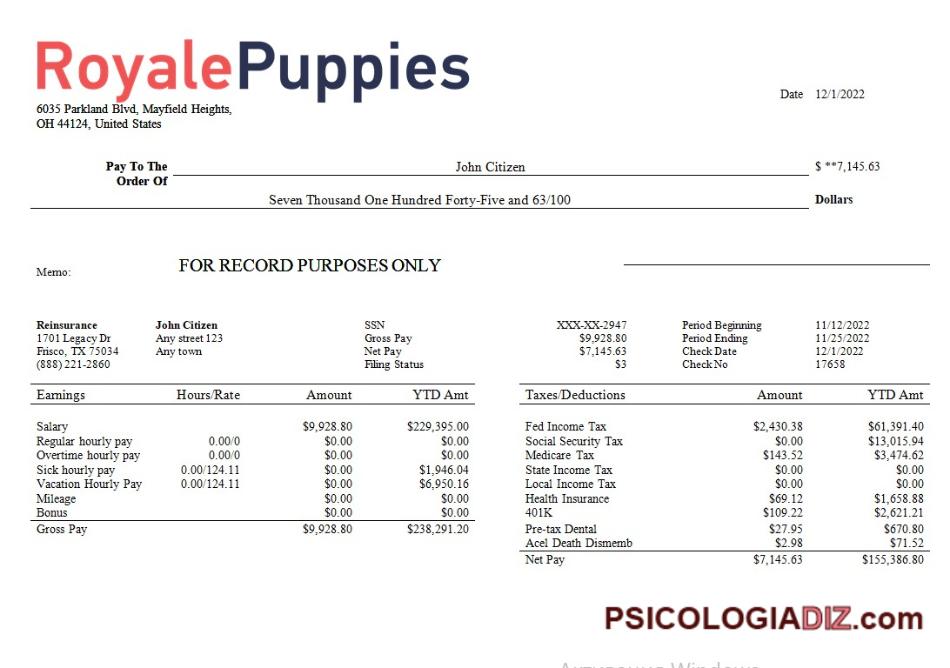 RoyalePuppies
6035 Parkland Blvd, Mayfield Heights,
OH 44124, United States
Date 12/1/2022
Pay To The John Citizen $ **7,145.63
Order Of
Seven Thousand One Hundred Forty-Five and 63/100 Dollars
Memo: FOR RECORD PURPOSES ONLY
Reinsurance John Citizen SSN XXX-XX-2947 Period Beginning 11/12/2022
1701 Legacy Dr Any street 123 Gross Pay $9,928.80 Period Ending 11/25/2022
Frisco, TX 75034 Any town Net Pay $7,145.63 Check Date 12/1/2022
(888) 221-2860 Filing Status $3 Check No 17658
Earnings Hours/Rate Amount YTD Amt Taxes/Deductions Amount YTD Amt
Salary $9,928.80 $229,395.00 Fed Income Tax $2,430.38 $61,391.40
Regular hourly pay 0.00/0 $0.00 $0.00 Social Security Tax $0.00 $13,015.94
Overtime hourly pay 0.00/0 $0.00 $0.00 Medicare Tax $143.52 $3,474.62
Sick hourly pay 0.00/124.11 $0.00 $1,946.04 State Income Tax $0.00 $0.00
Vacation Hourly Pay 0.00/124.11 $0.00 $6,950.16 Local Income Tax $0.00 $0.00
Mileage $0.00 $0.00 Health Insurance $69.12 $1,658.88
Bonus $0.00 $0.00 401K $109.22 $2,621.21
Gross Pay $9,928.80 $238,291.20 Pre-tax Dental $27.95 $670.80
Acel Death Dismemb $2.98 $71.52
Net Pay $7,145.63 $155,386.80
PSICOLOGIADIZ.com